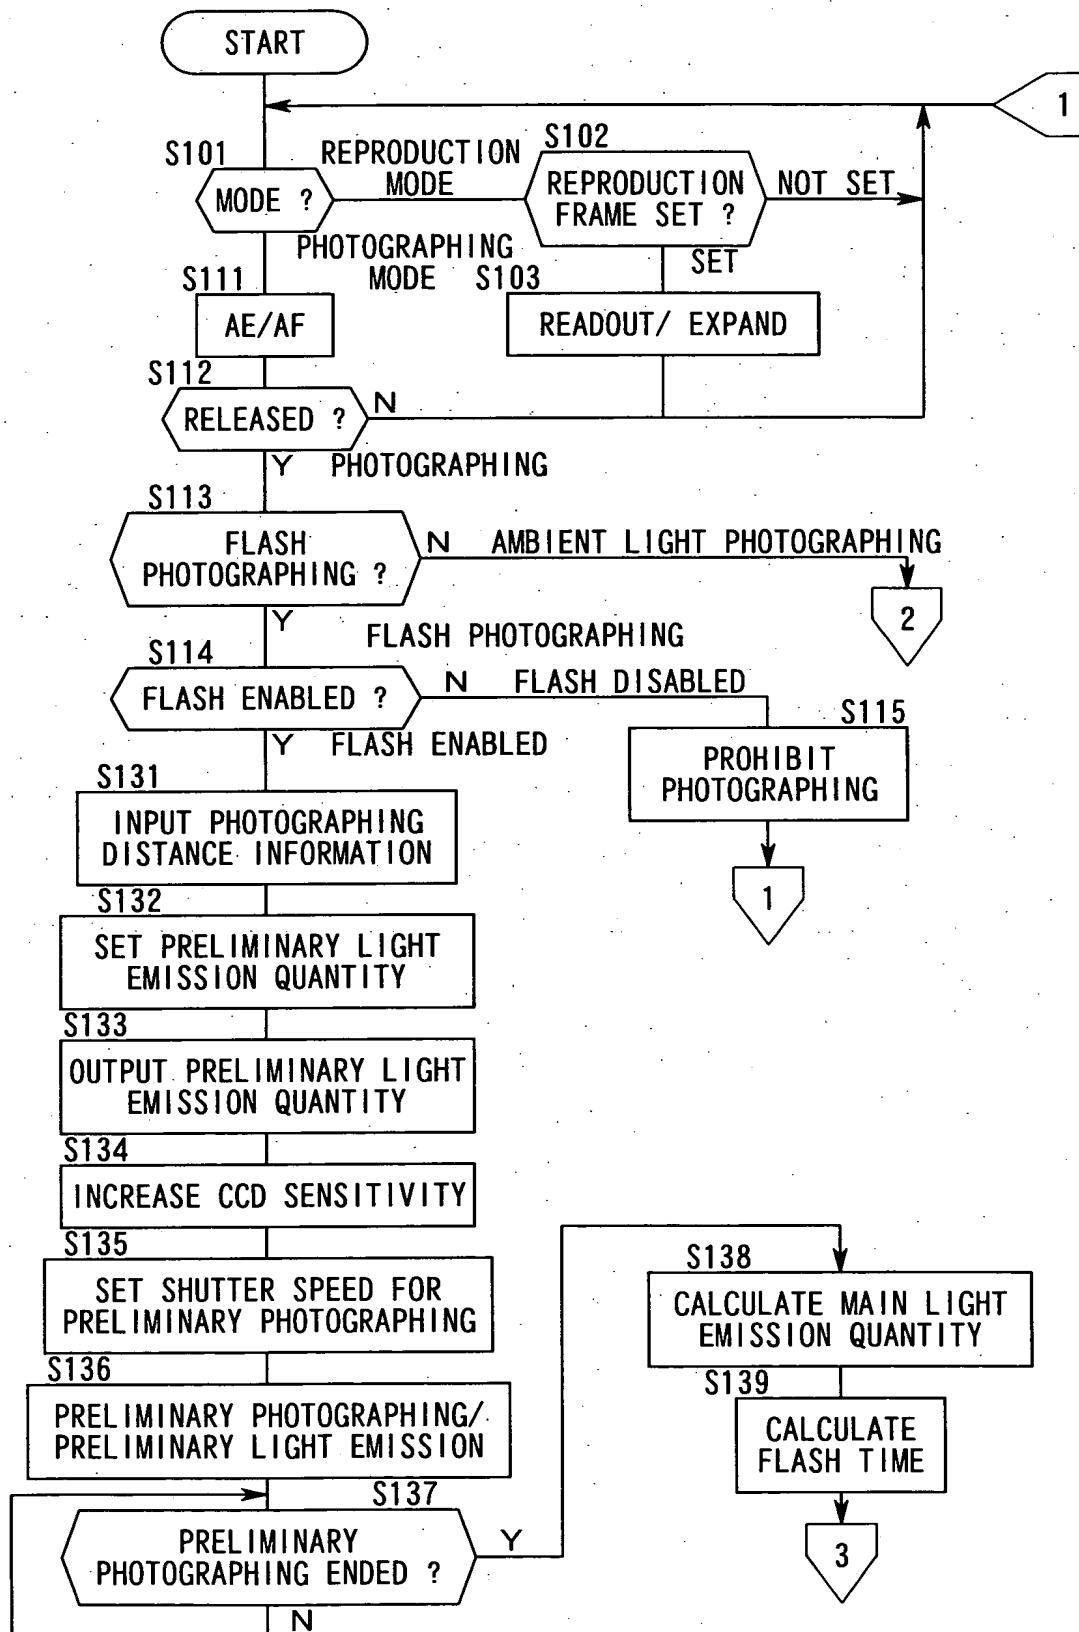 START
1
S101
REPRODUCTION
MODE
S102
MODE ?
REPRODUCTION
FRAME SET ?
NOT SET
PHOTOGRAPHING
MODE
SET
S111
S103
AE/AF
READOUT/ EXPAND
S112
RELEASED ?
N
Y PHOTOGRAPHING
S113
FLASH
PHOTOGRAPHING ?
N AMBIENT LIGHT PHOTOGRAPHING
2
Y
FLASH PHOTOGRAPHING
S114
FLASH ENABLED ?
N FLASH DISABLED
S115
PROHIBIT
PHOTOGRAPHING
1
Y FLASH ENABLED
S131
INPUT PHOTOGRAPHING
DISTANCE INFORMATION
S132
SET PRELIMINARY LIGHT
EMISSION QUANTITY
S133
OUTPUT PRELIMINARY LIGHT
EMISSION QUANTITY
S134
INCREASE CCD SENSITIVITY
S135
SET SHUTTER SPEED FOR
PRELIMINARY PHOTOGRAPHING
S136
PRELIMINARY PHOTOGRAPHING/
PRELIMINARY LIGHT EMISSION
S137
PRELIMINARY
PHOTOGRAPHING ENDED ?
Y
N
S138
CALCULATE MAIN LIGHT
EMISSION QUANTITY
S139
CALCULATE
FLASH TIME
3